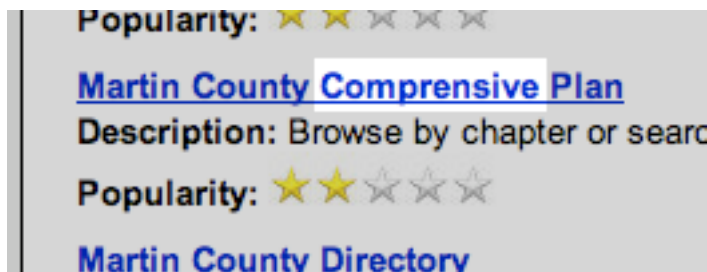 Popularity:
Martin County Comprensive Plan
Description: Browse by chapter or searc
Popularity:
Martin County Directory